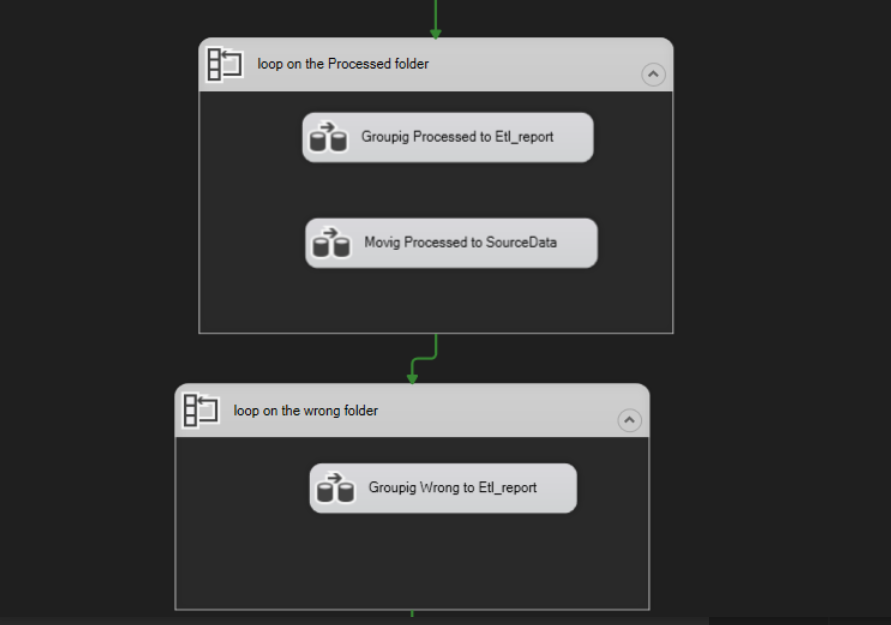 loop on the Processed folder
Groupig Processed to Etl_report
Movig Processed to SourceData
loop on the wrong folder
Groupig Wrong to Etl_report